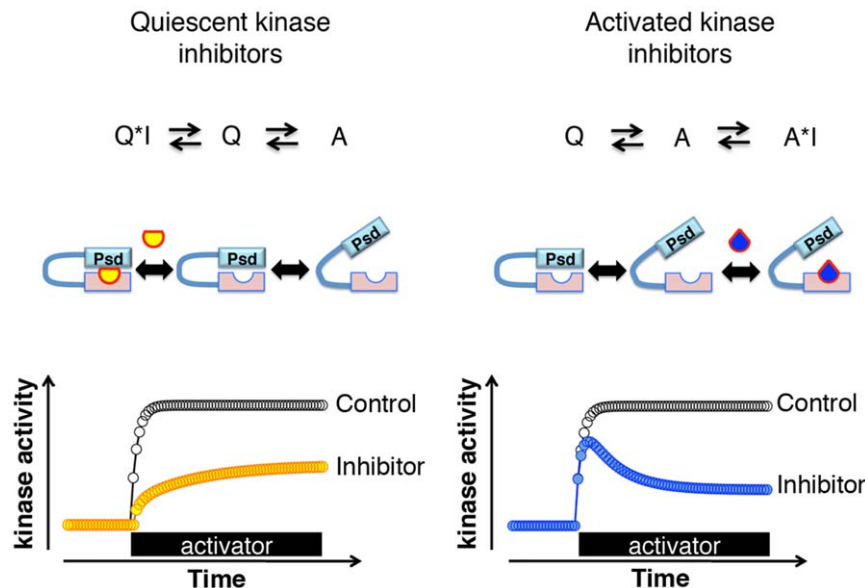 Quiescent kinase
inhibitors
Activated kinase
inhibitors
Q*I ⇌ Q ⇌ A
Q ⇌ A ⇌ A*I
Psd
Psd
Psd
Psd
Psd
Psd
kinase activity
Control
Inhibitor
activator
Time
kinase activity
Control
Inhibitor
activator
Time